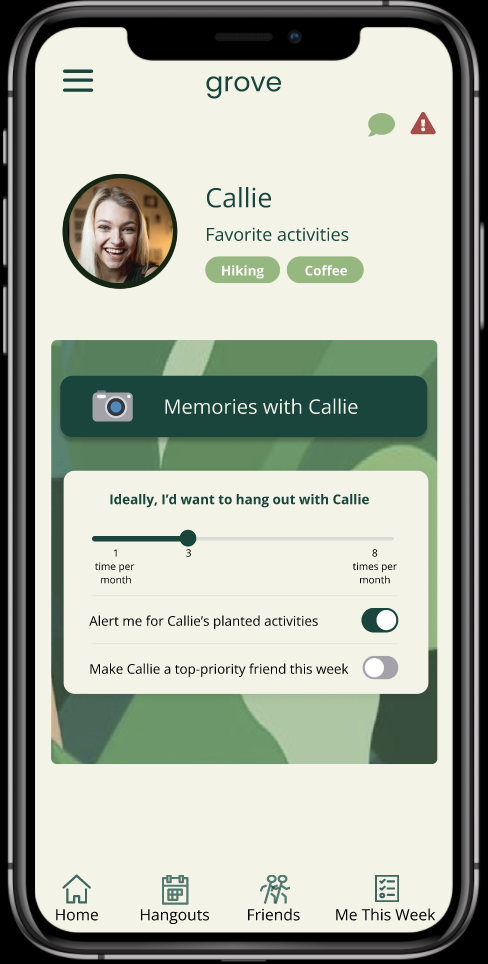 grove
Callie
Favorite activities
Hiking
Coffee
Memories with Callie
Ideally, I’d want to hang out with Callie
1
time per
month
3
8
times per
month
Alert me for Callie’s planted activities
Make Callie a top-priority friend this week
Home
Hangouts
Friends
Me This Week